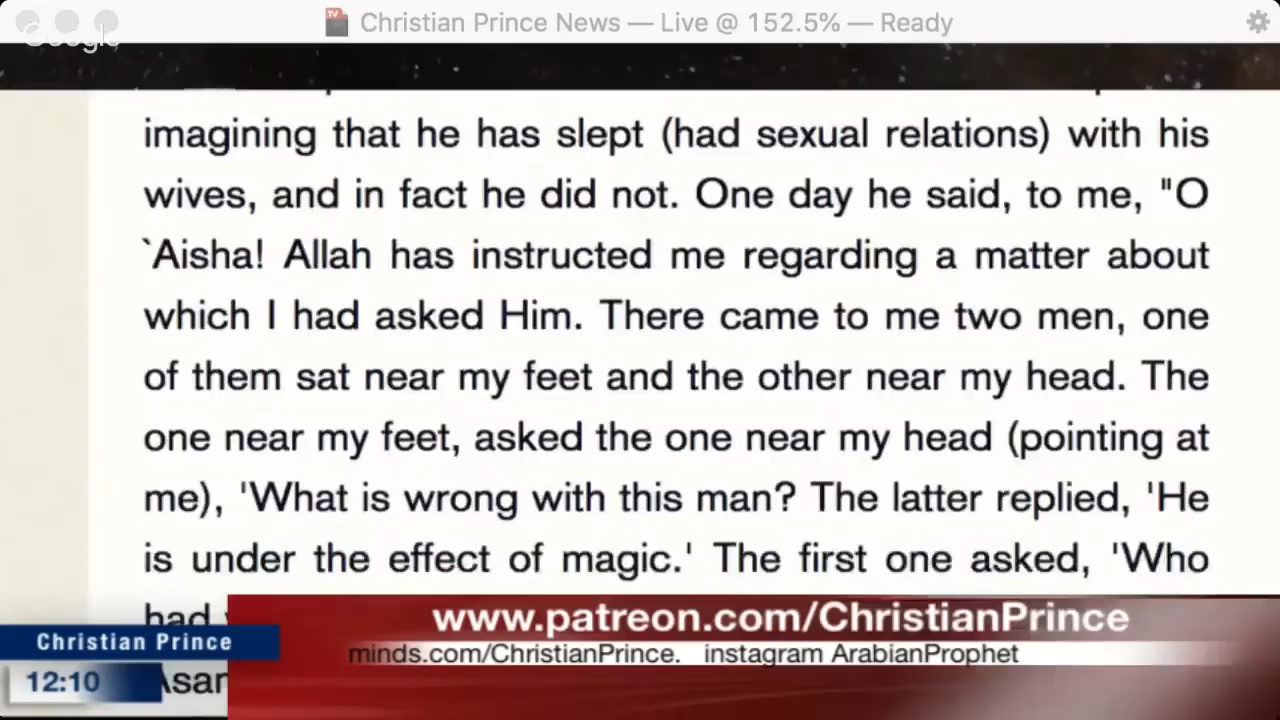 Christian Prince News — Live @ 152.5% — Ready
Google
imagining that he has slept (had sexual relations) with his
wives, and in fact he did not. One day he said, to me, "O
`Aisha! Allah has instructed me regarding a matter about
which I had asked Him. There came to me two men, one
of them sat near my feet and the other near my head. The
one near my feet, asked the one near my head (pointing at
me), 'What is wrong with this man? The latter replied, 'He
is under the effect of magic.' The first one asked, 'Who
had
www.patreon.com/ChristianPrince
Christian Prince
minds.com/ChristianPrince. instagram ArabianProphet
12:10